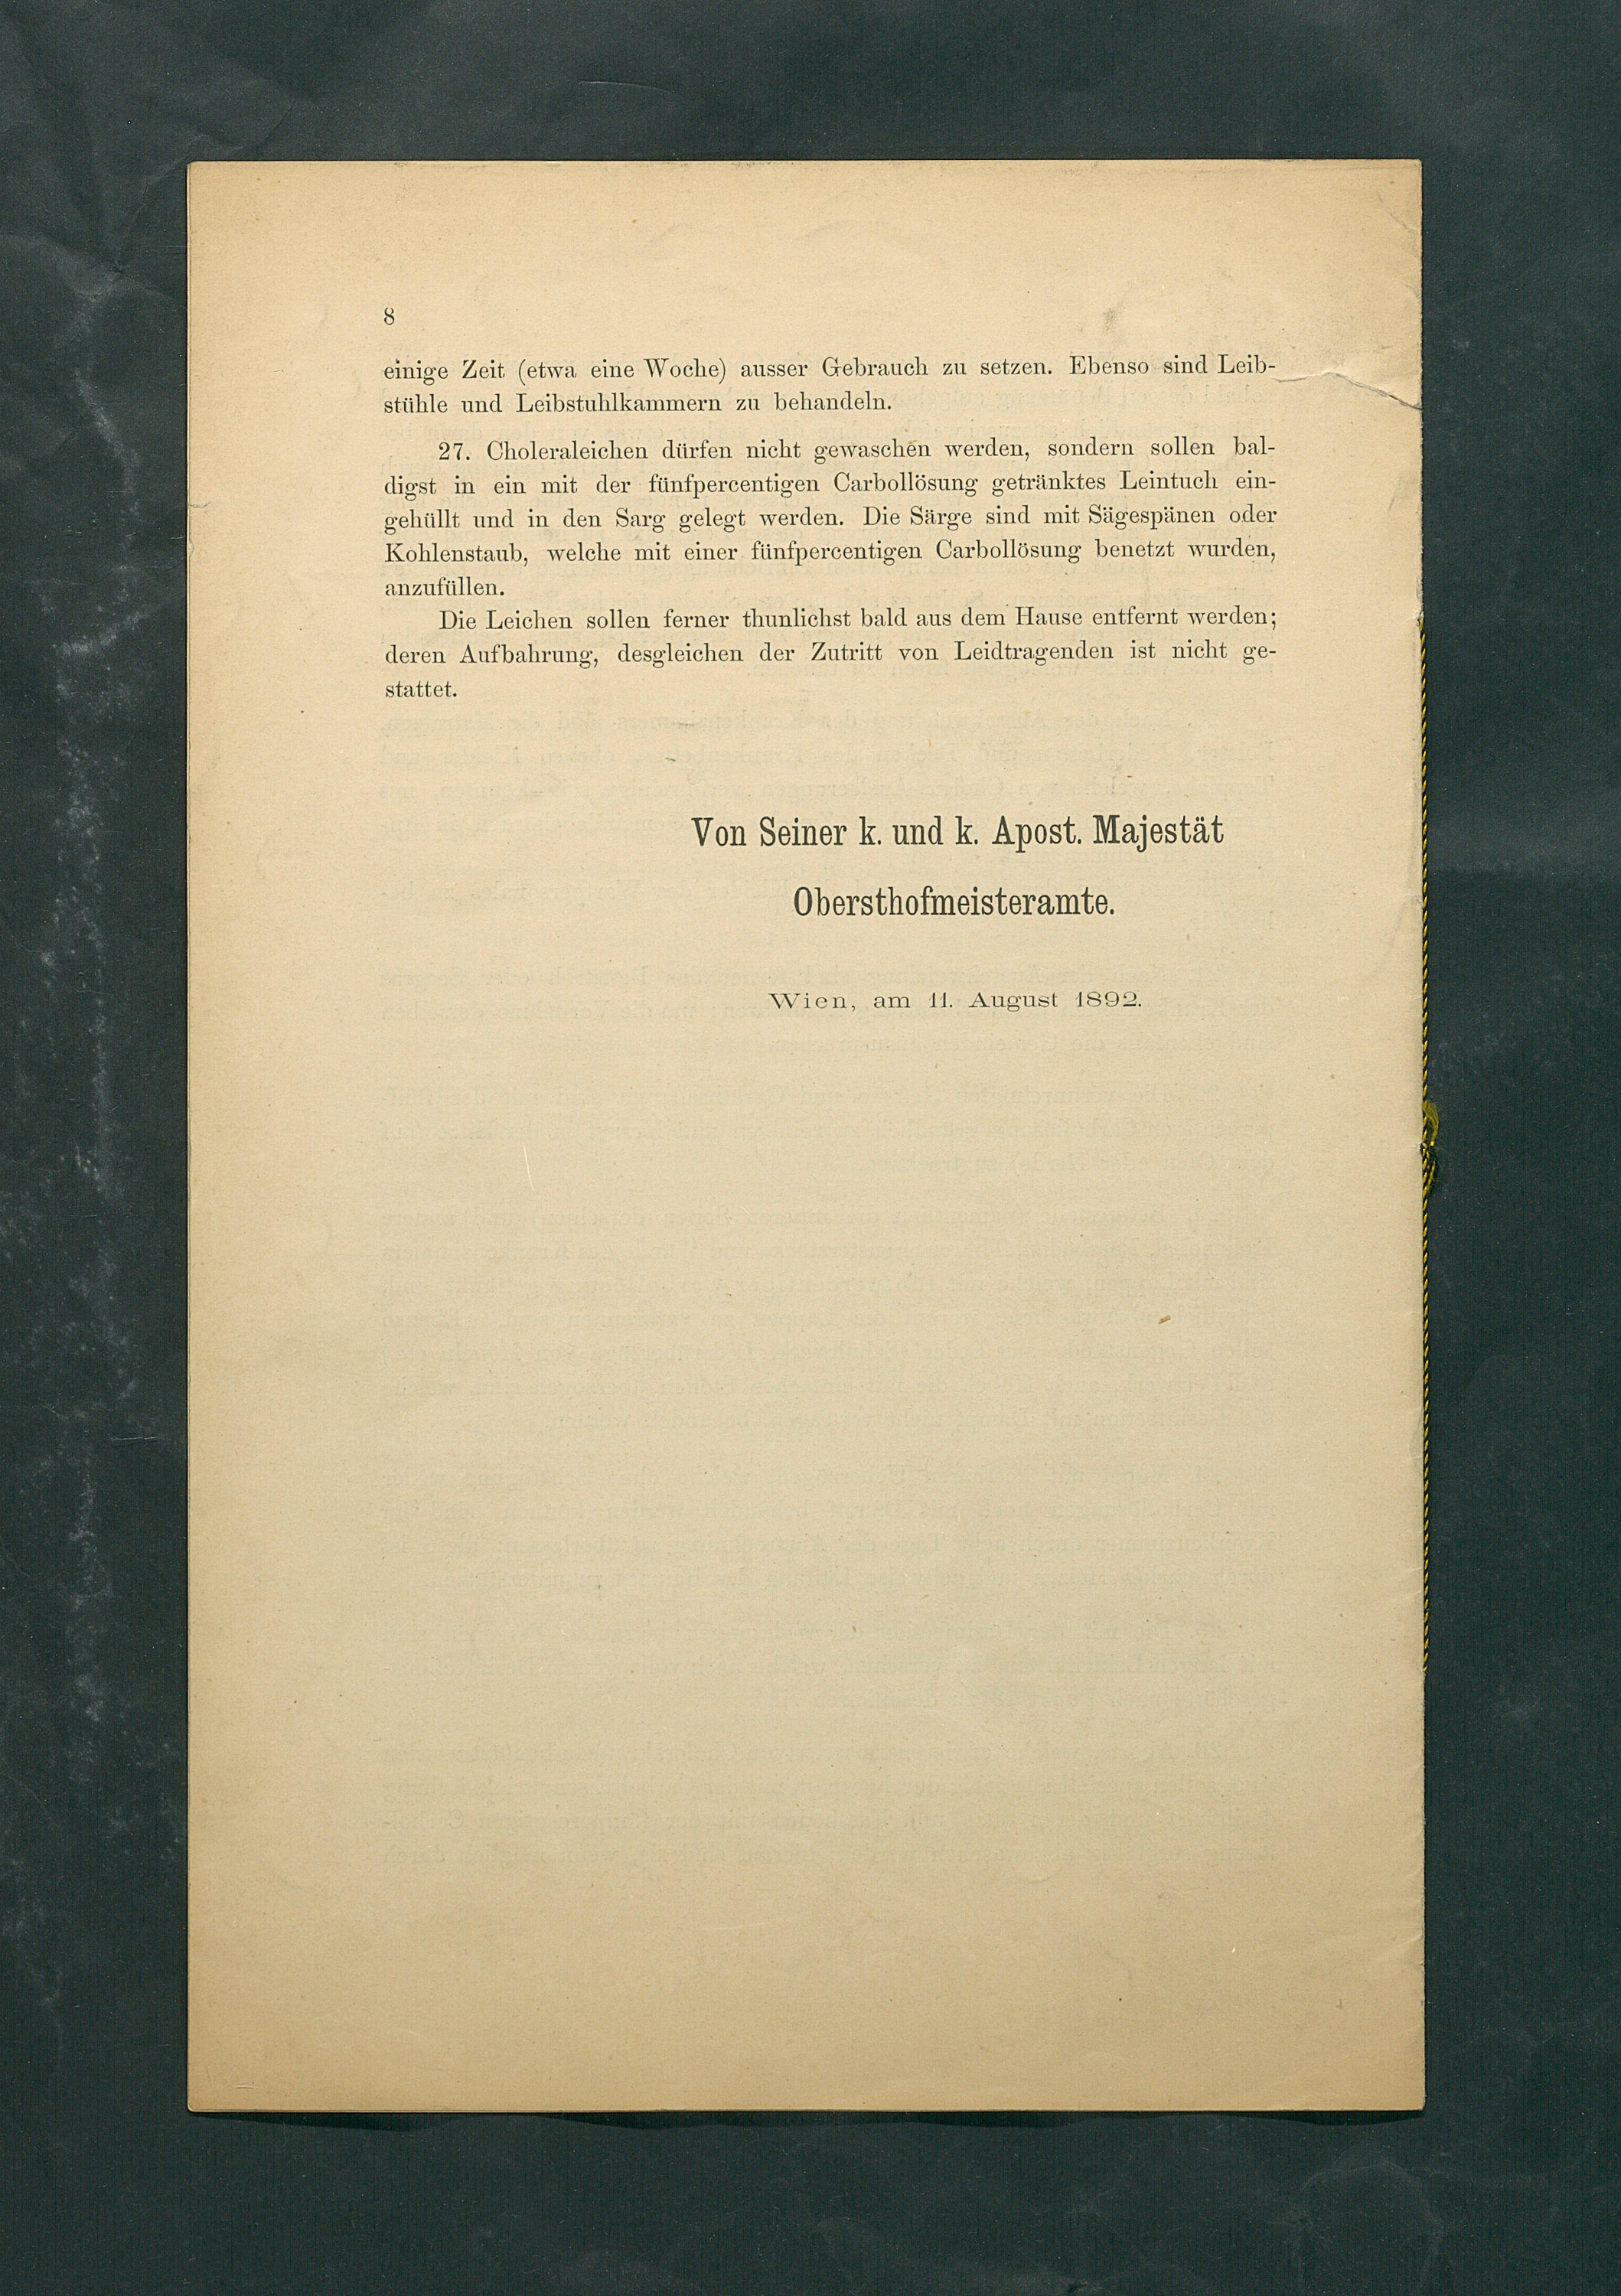 8
einige Zeit (etwa eine Woche) ausser Gebrauch zu setzen. Ebenso sind Leib-
stühle und Leibstuhlkammern zu behandeln.
27. Choleraleichen dürfen nicht gewaschen werden, sondern sollen bal-
digst in ein mit der fünfpercentigen Carbollösung getränktes Leintuch ein-
gehüllt und in den Sarg gelegt werden. Die Särge sind mit Sägespänen oder
Kohlenstaub, welche mit einer fünfpercentigen Carbollösung benetzt wurden,
anzufüllen.
Die Leichen sollen ferner thunlichst bald aus dem Hause entfernt werden;
deren Aufbahrung, desgleichen der Zutritt von Leidtragenden ist nicht ge-
stattet.
Von Seiner k. und k. Apost. Majestät
Obersthofmeisteramte.
Wien, am 11. August 1892.